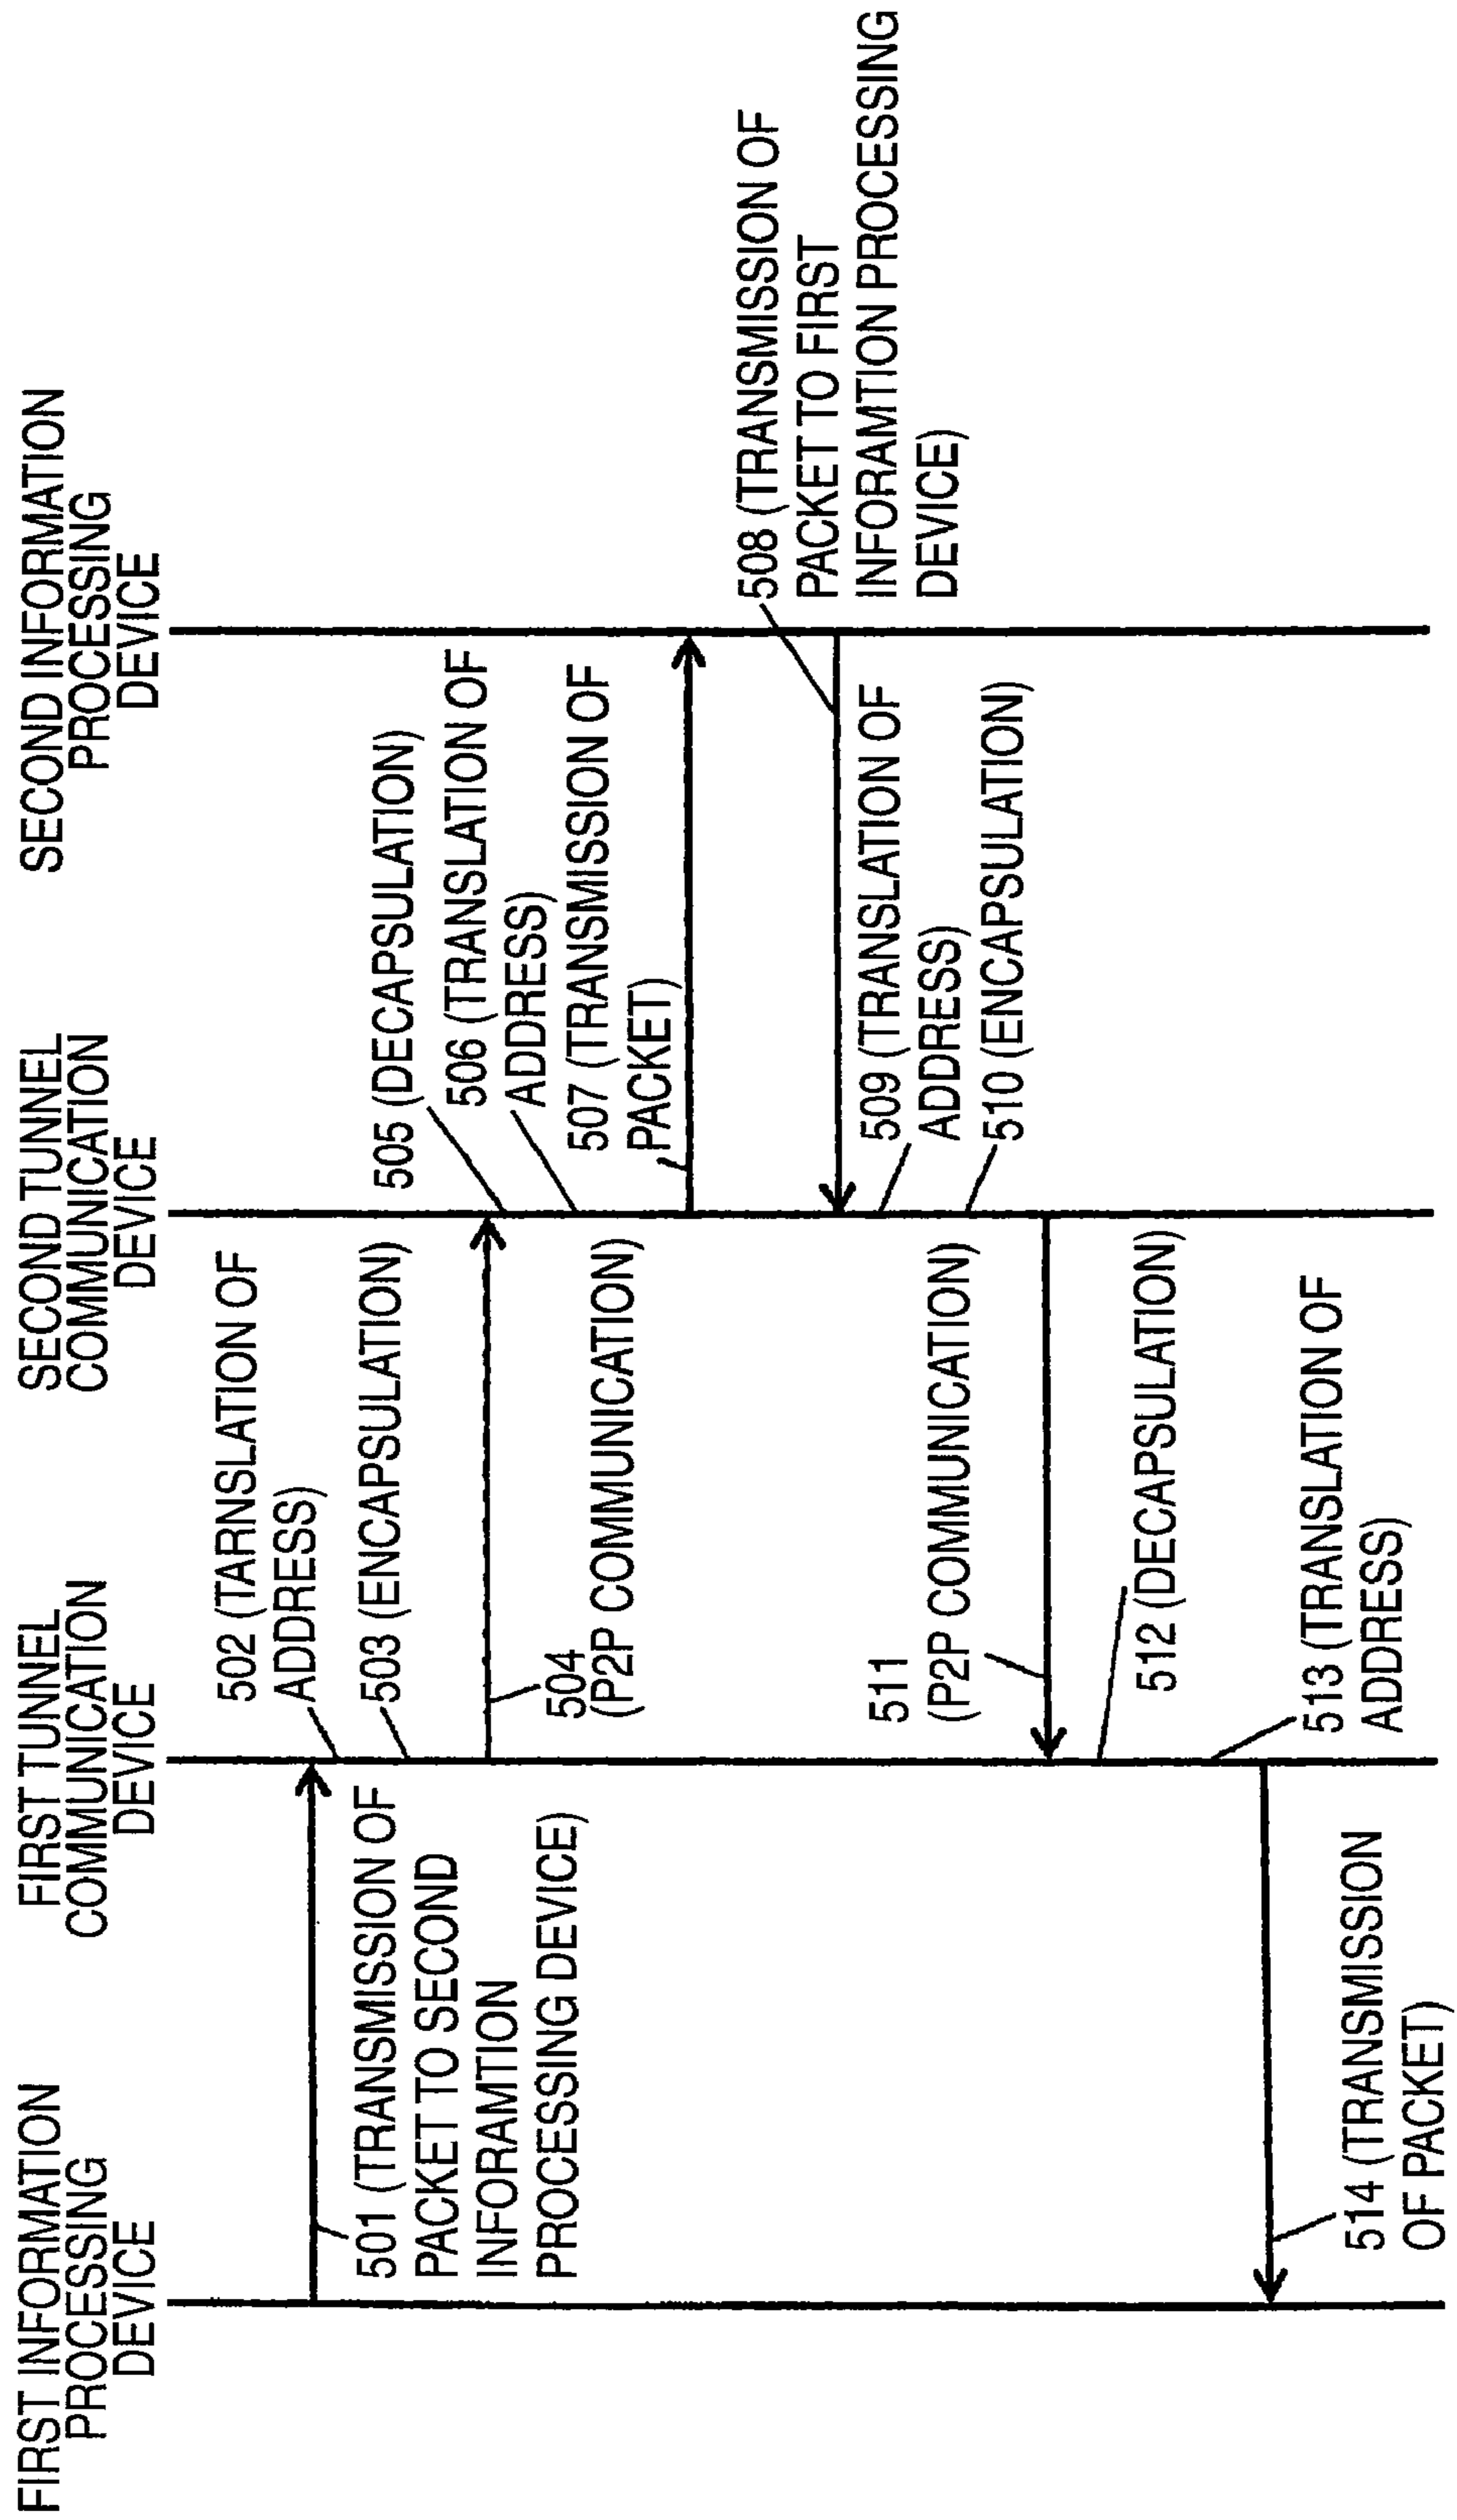 FIRST INFORMATION
PROCESSING
DEVICE
FIRST TUNNEL
COMMUNICATION
DEVICE
SECOND TUNNEL
COMMUNICATION
DEVICE
SECOND INFORMATION
PROCESSING
DEVICE
501 (TRANSMISSION OF
PACKET TO SECOND
INFORAMTION
PROCESSING DEVICE)
502 (TARNSLATION OF
ADDRESS)
503 (ENCAPSULATION)
504
(P2P COMMUNICATION)
505 (DECAPSULATION)
506 (TRANSLATION OF
ADDRESS)
507 (TRANSMISSION OF
PACKET)
508 (TRANSMISSION OF
PACKET TO FIRST
INFORAMTION PROCESSING
DEVICE)
509 (TRANSLATION OF
ADDRESS)
510 (ENCAPSULATION)
511
(P2P COMMUNICATION)
512 (DECAPSULATION)
513 (TRANSLATION OF
ADDRESS)
514 (TRANSMISSION
OF PACKET)